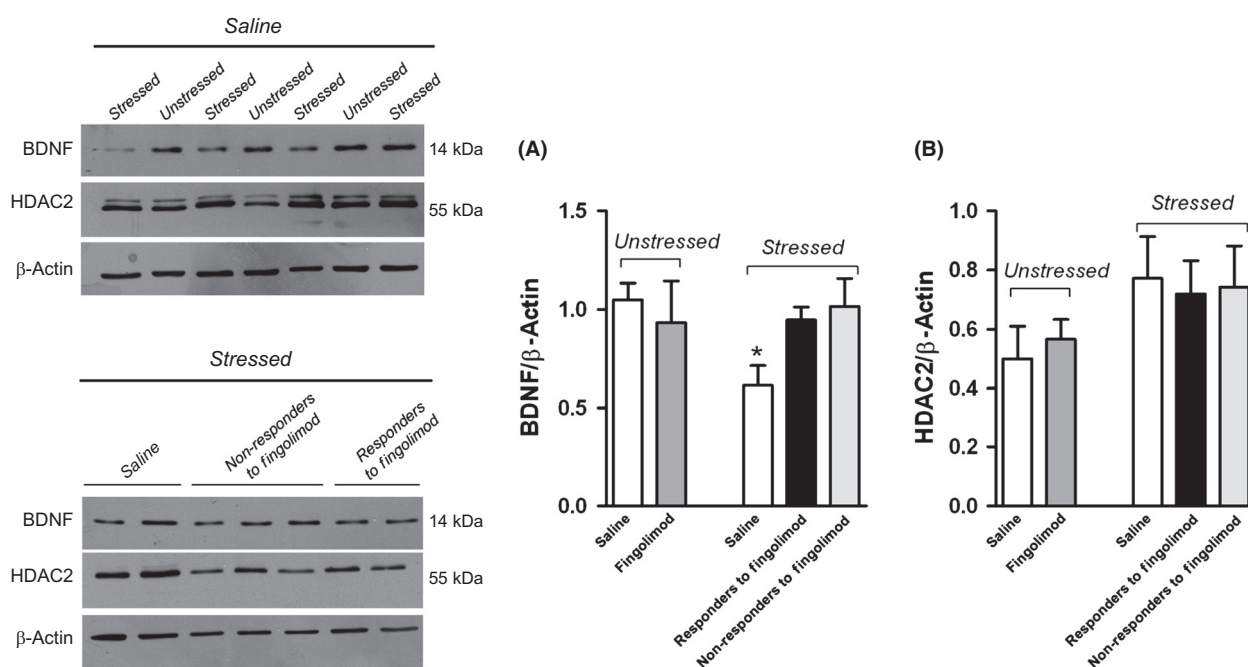 Saline
Stressed
Unstressed
Stressed
Unstressed
Stressed
Unstressed
Stressed
BDNF
14 kDa
HDAC2
55 kDa
β-Actin
Stressed
Saline
Non-responders
to fingolimod
Responders
to fingolimod
BDNF
14 kDa
HDAC2
55 kDa
β-Actin
(A)
BDNF/β-Actin
1.5
1.0
0.5
0.0
Unstressed
Stressed
*
Saline
Fingolimod
Saline
Responders to fingolimod
Non-responders to fingolimod
(B)
HDAC2/β-Actin
1.0
0.8
0.6
0.4
0.2
0.0
Unstressed
Stressed
Saline
Fingolimod
Saline
Responders to fingolimod
Non-responders to fingolimod